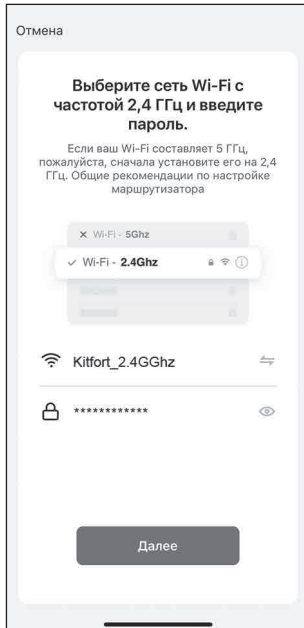 Отмена
Выберите сеть Wi-Fi с
частотой 2,4 ГГц и введите
пароль.
Если ваш Wi-Fi составляет 5 ГГц,
пожалуйста, сначала установите его на 2,4
ГГц. Общие рекомендации по настройке
маршрутизатора
Wi-Fi - 5Ghz
Wi-Fi - 2.4Ghz
Kitfort_2.4GGhz
************
Далее